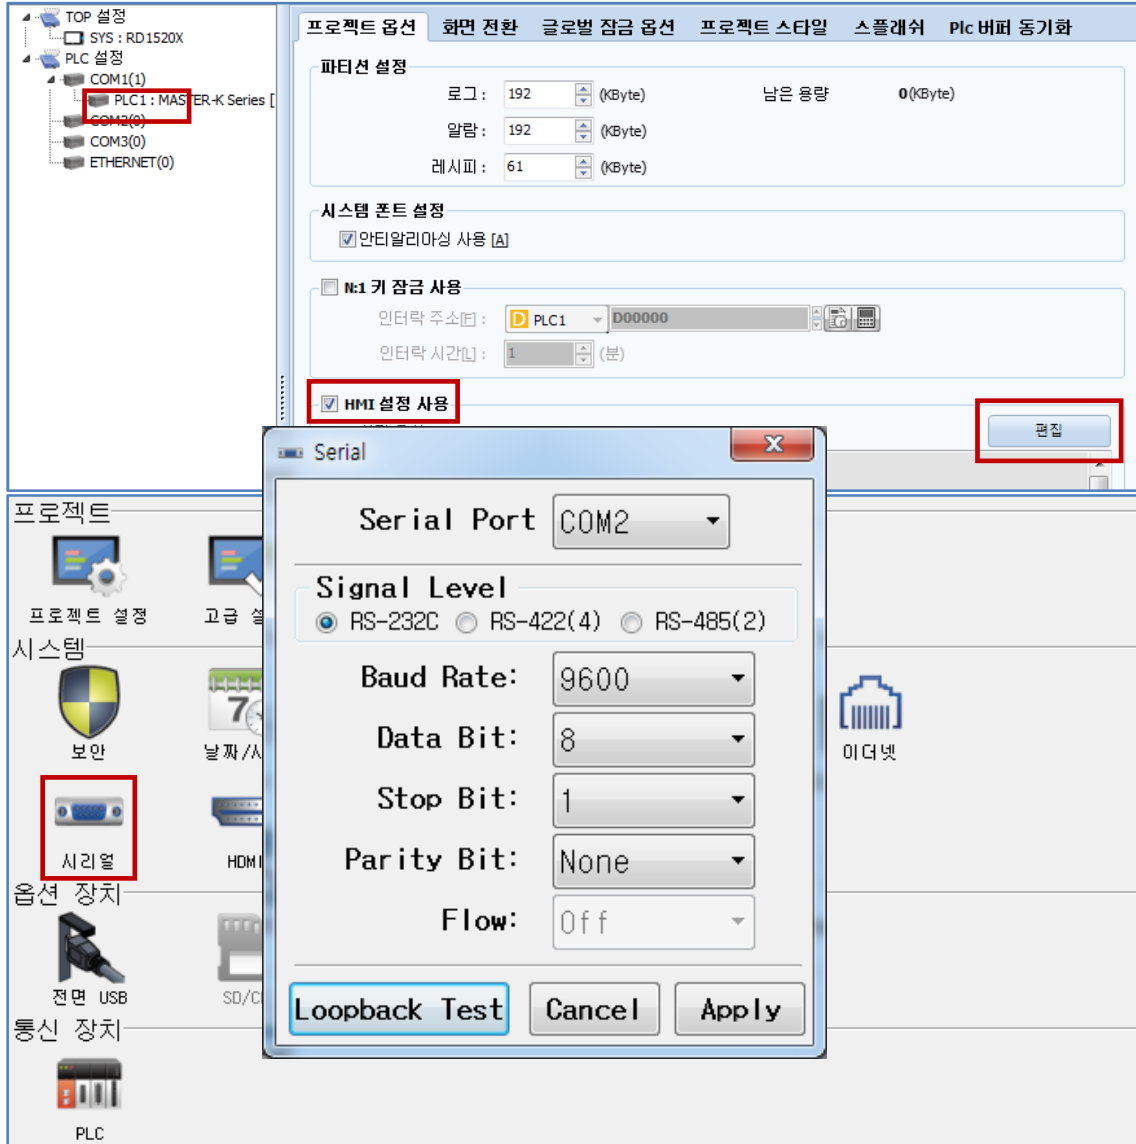 TOP 설정
SYS : RD1520X
PLC 설정
COM1(1)
PLC1 : MASTER-K Series [
COM2(0)
COM3(0)
ETHERNET(0)
프로젝트 옵션 화면 전환 글로벌 잠금 옵션 프로젝트 스타일 스플래쉬 Plc 버퍼 동기화
파티션 설정
로그 : 192 (KByte) 남은 용량 0(KByte)
알람 : 192 (KByte)
레시피 : 61 (KByte)
시스템 폰트 설정
안티알리아싱 사용 [A]
N:1 키 잠금 사용
인터락 주소[F] : D PLC1 D00000
인터락 시간[L] : 1 (분)
HMI 설정 사용
편집
Serial
Serial Port COM2
Signal Level
RS-232C RS-422(4) RS-485(2)
Baud Rate: 9600
Data Bit: 8
Stop Bit: 1
Parity Bit: None
Flow: Off
Loopback Test Cancel Apply
프로젝트
프로젝트 설정 고급
시스템
보안 날짜/ 이더넷
7
시리얼 HDMI
옵션 장치
전면 USB SD/
통신 장치
PLC